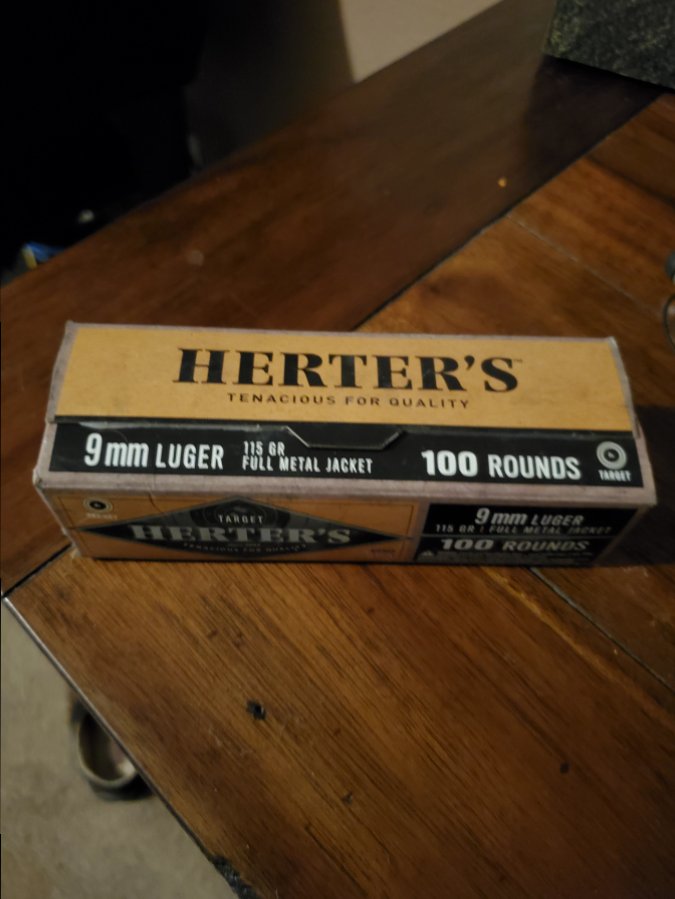 HERTER'S™
TENACIOUS FOR QUALITY
9mm LUGER
115 GR
FULL METAL JACKET
100 ROUNDS
TARGET
TARGET
HERTER'S
TENACIOUS FOR QUALITY
9mm LUGER
115 GR | FULL METAL JACKET
100 ROUNDS